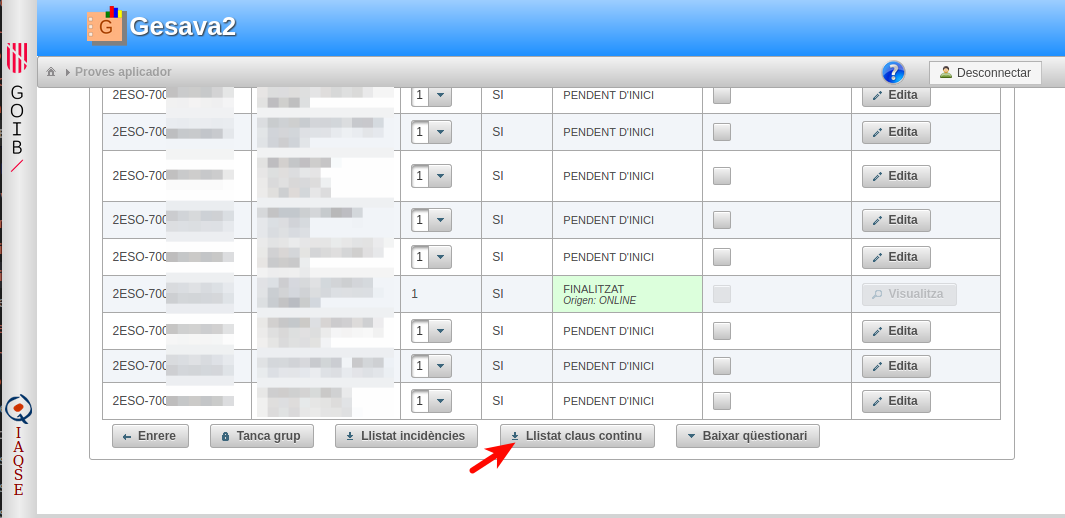 G Gesava2
Proves aplicador
? Desconnectar
GOIB
IAQSE
2ESO-700 1 SI PENDENT D'INICI Edita
2ESO-700 1 SI PENDENT D'INICI Edita
2ESO-700 1 SI PENDENT D'INICI Edita
2ESO-700 1 SI PENDENT D'INICI Edita
2ESO-700 1 SI PENDENT D'INICI Edita
2ESO-700 1 SI FINALITZAT Visualitza
Origen: ONLINE
2ESO-700 1 SI PENDENT D'INICI Edita
2ESO-700 1 SI PENDENT D'INICI Edita
2ESO-700 1 SI PENDENT D'INICI Edita
Enrere Tanca grup Llistat incidències Llistat claus continu Baixar qüestionari